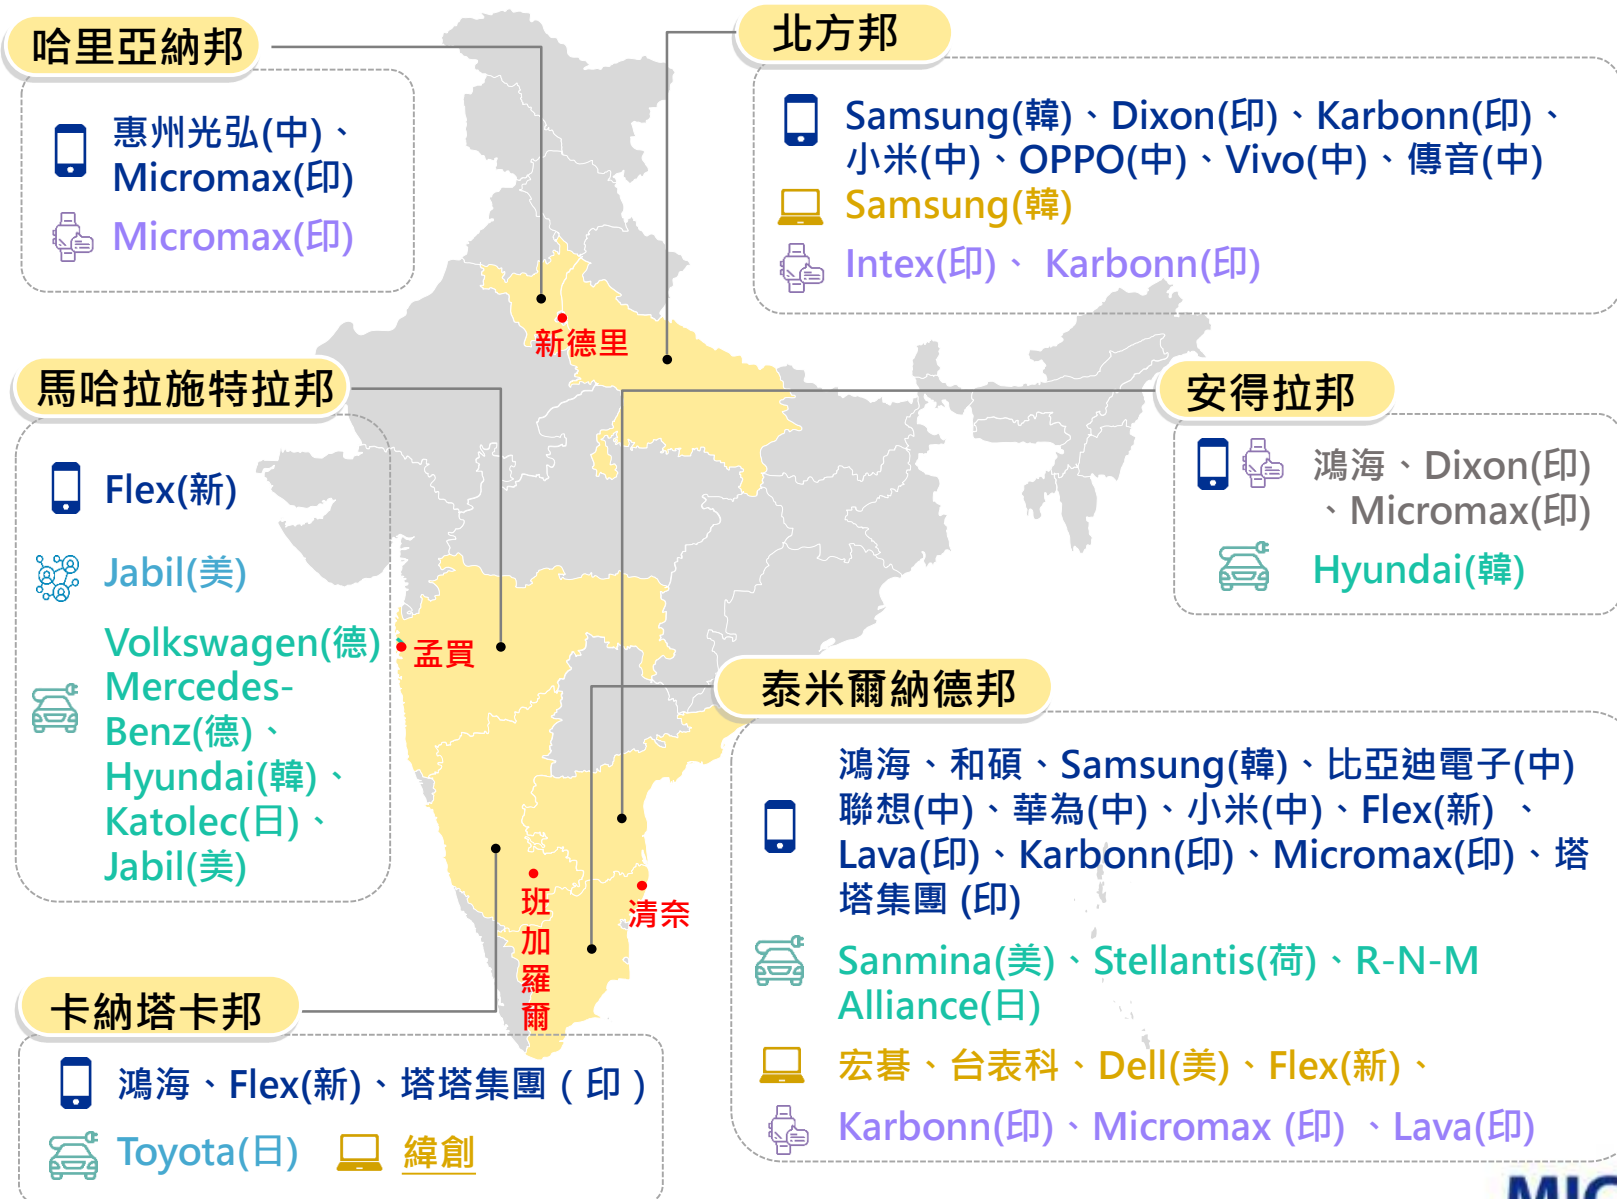 哈里亞納邦
惠州光弘(中)、
Micromax(印)
Micromax(印)
北方邦
Samsung(韓)、Dixon(印)、Karbonn(印)、
小米(中)、OPPO(中)、Vivo(中)、傳音(中)
Samsung(韓)
Intex(印)、 Karbonn(印)
新德里
馬哈拉施特拉邦
Flex(新)
Jabil(美)
Volkswagen(德)
Mercedes-
Benz(德)、
Hyundai(韓)、
Katolec(日)、
Jabil(美)
孟買
安得拉邦
鴻海、Dixon(印)
、Micromax(印)
Hyundai(韓)
泰米爾納德邦
鴻海、和碩、Samsung(韓)、比亞迪電子(中)
聯想(中)、華為(中)、小米(中)、Flex(新) 、
Lava(印)、Karbonn(印)、Micromax(印)、塔
塔集團 (印)
Sanmina(美)、Stellantis(荷)、R-N-M
Alliance(日)
宏碁、台表科、Dell(美)、Flex(新)、
Karbonn(印)、Micromax (印) 、Lava(印)
班
加
羅
爾
清奈
卡納塔卡邦
鴻海、Flex(新)、塔塔集團（印）
Toyota(日) 緯創
MIC